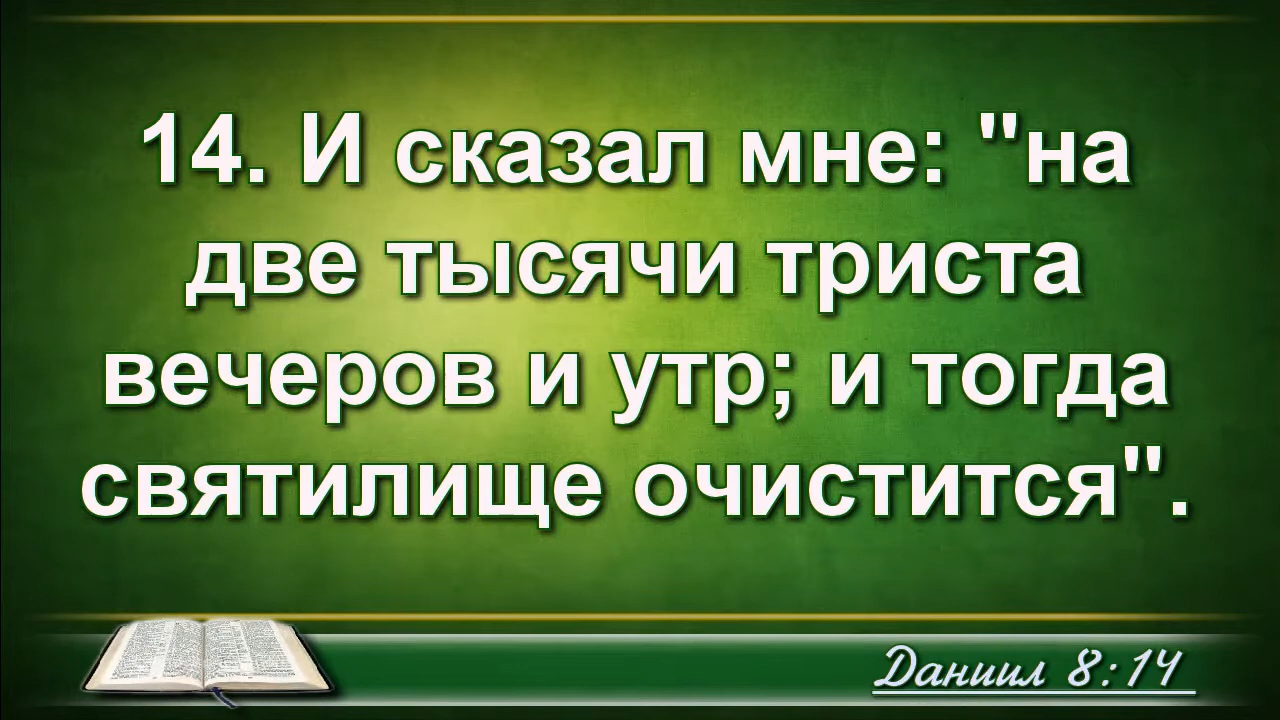 14. И сказал мне: "на
две тысячи триста
вечеров и утр; и тогда
святилище очистится".
Даниил 8:14